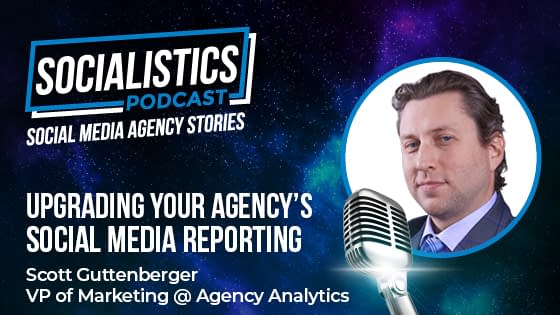 SOCIALISTICS
PODCAST
SOCIAL MEDIA AGENCY STORIES
UPGRADING YOUR AGENCY'S
SOCIAL MEDIA REPORTING
Scott Guttenberger
VP of Marketing @ Agency Analytics